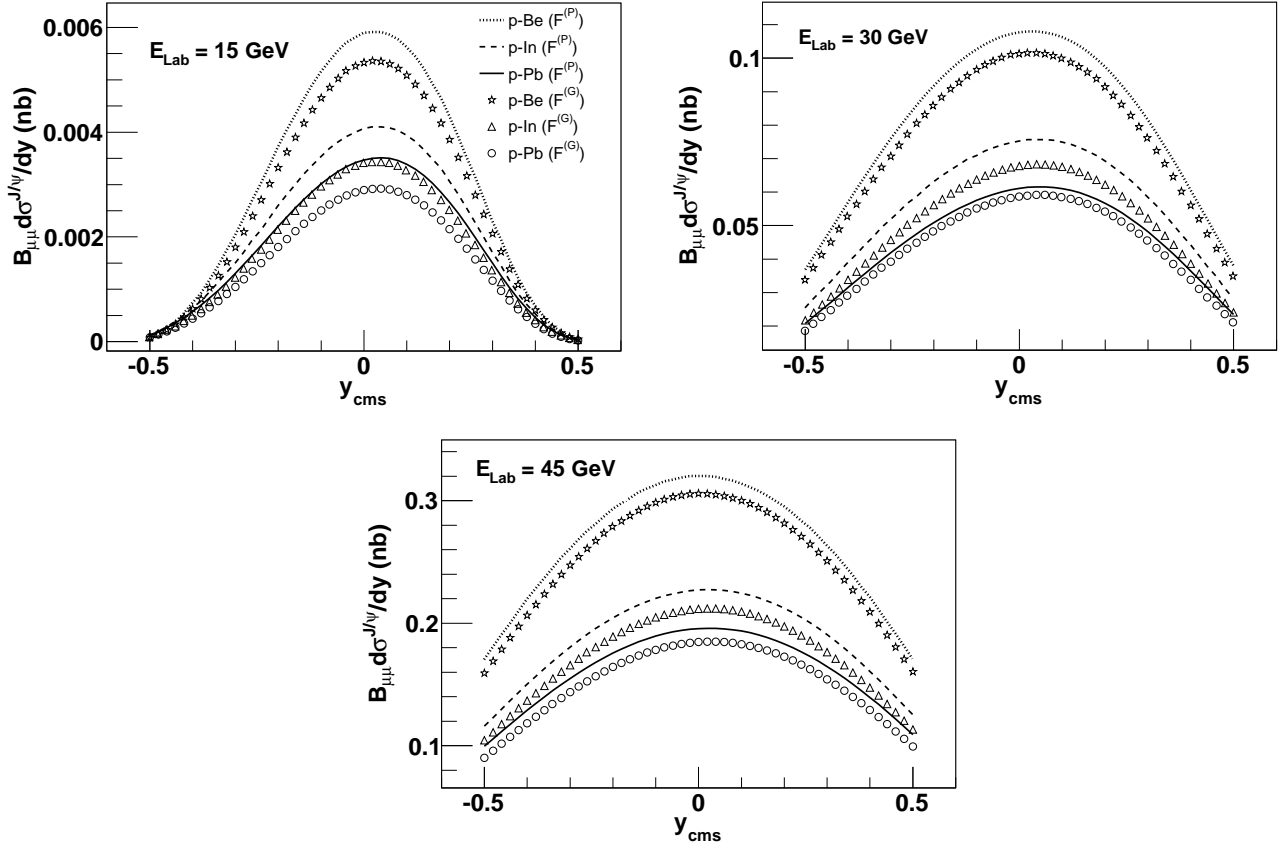 E_Lab = 15 GeV
p-Be (F^(P))
p-In (F^(P))
p-Pb (F^(P))
p-Be (F^(G))
p-In (F^(G))
p-Pb (F^(G))
0.006
0.004
0.002
0
B_μμ dσ^J/ψ/dy (nb)
-0.5 0 0.5
y_cms
E_Lab = 30 GeV
0.1
0.05
B_μμ dσ^J/ψ/dy (nb)
-0.5 0 0.5
y_cms
E_Lab = 45 GeV
0.3
0.2
0.1
B_μμ dσ^J/ψ/dy (nb)
-0.5 0 0.5
y_cms